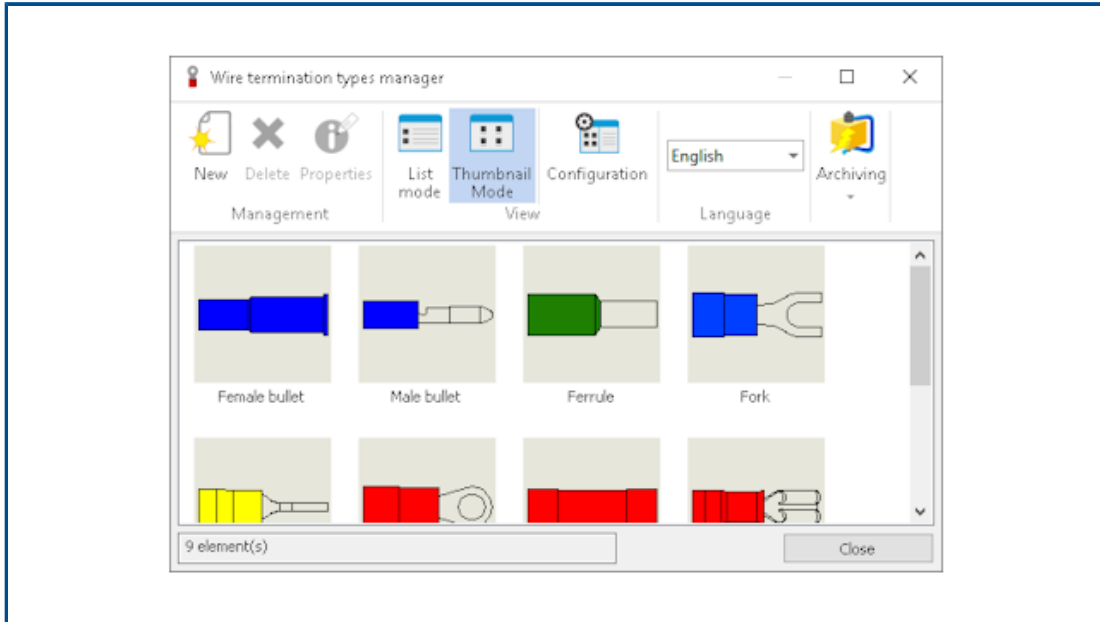 Wire termination types manager
New Delete Properties List mode Thumbnail Mode Configuration English Archiving
Management View Language
Female bullet Male bullet Ferrule Fork
9 element(s) Close